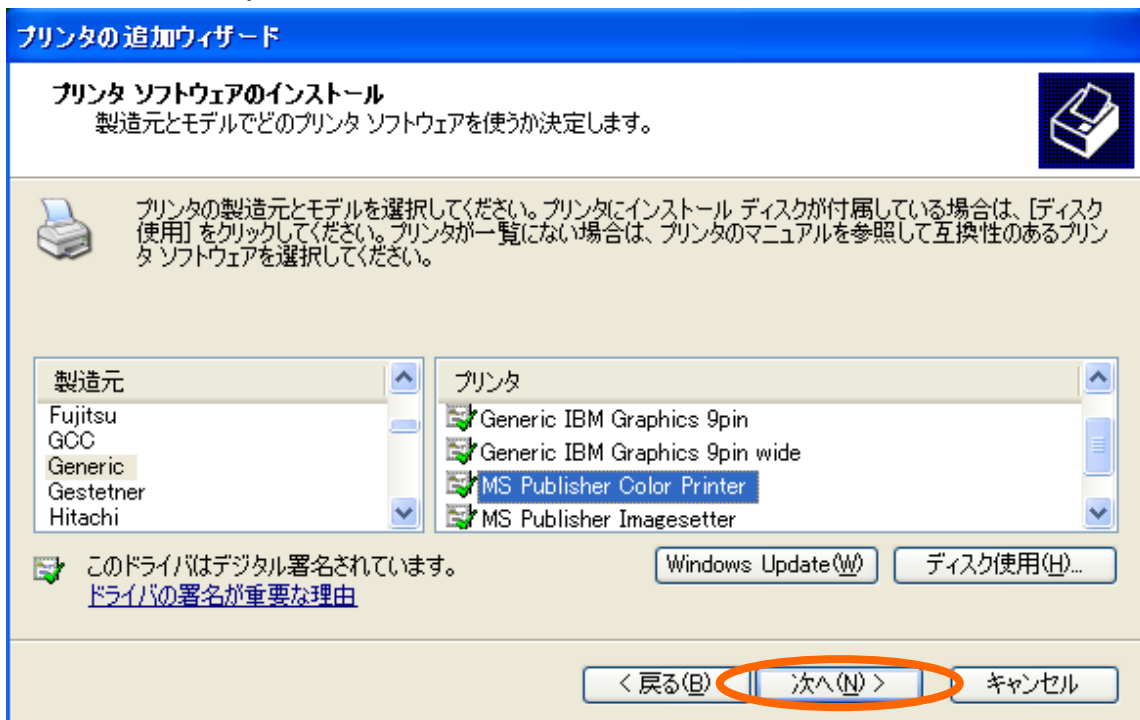 プリンタの追加ウィザード
プリンタ ソフトウェアのインストール
製造元とモデルでどのプリンタ ソフトウェアを使うか決定します。
プリンタの製造元とモデルを選択してください。プリンタにインストール ディスクが付属している場合は、[ディスク
使用] をクリックしてください。プリンタが一覧にない場合は、プリンタのマニュアルを参照して互換性のあるプリン
タ ソフトウェアを選択してください。
製造元
Fujitsu
GCC
Generic
Gestetner
Hitachi
プリンタ
Generic IBM Graphics 9pin
Generic IBM Graphics 9pin wide
MS Publisher Color Printer
MS Publisher Imagesetter
このドライバはデジタル署名されています。
ドライバの署名が重要な理由
Windows Update(W)
ディスク使用(H)...
< 戻る(B)
次へ(N) >
キャンセル